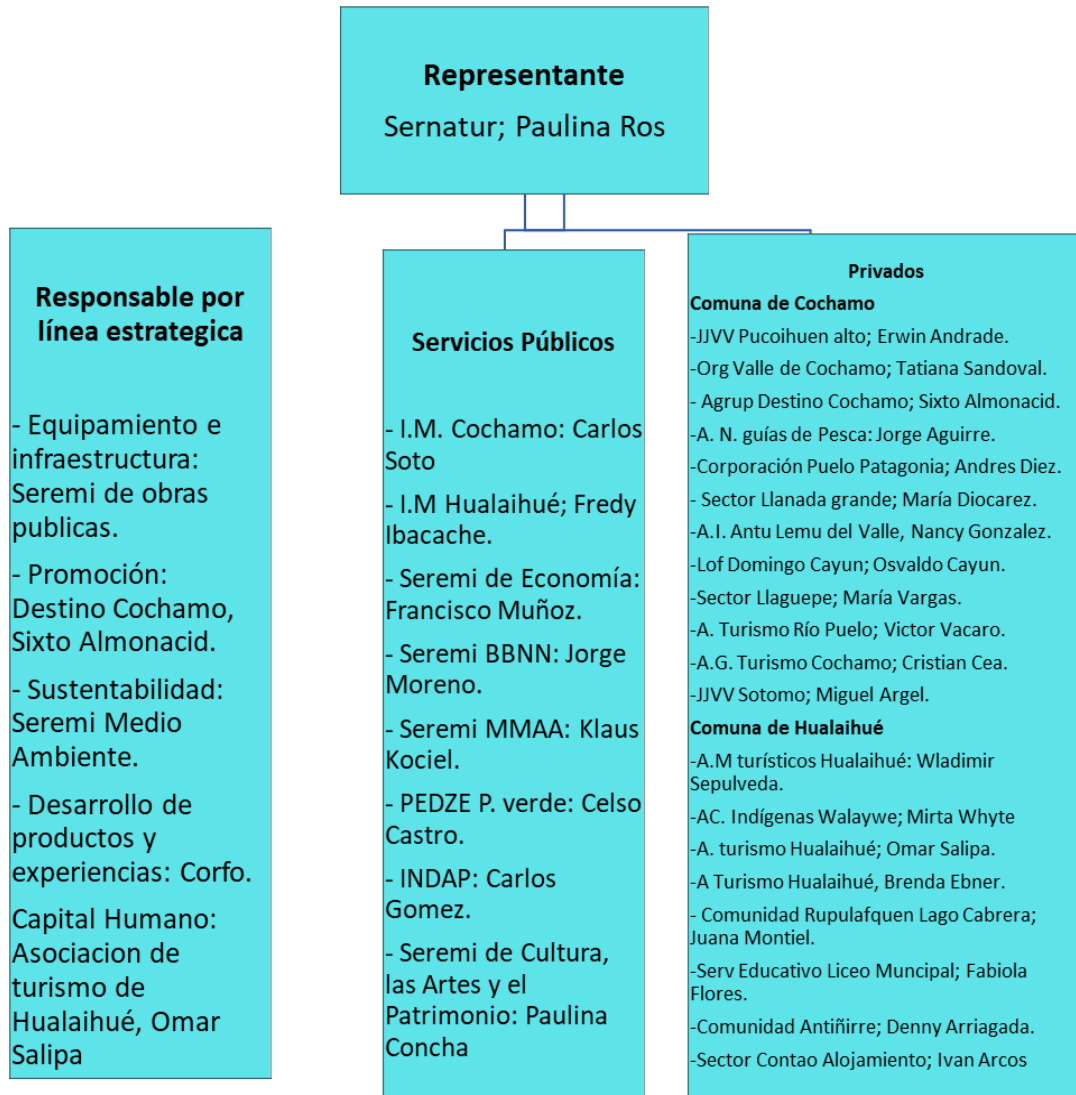 Representante
Sernatur; Paulina Ros
Responsable por
línea estrategica
- Equipamiento e
infraestructura:
Seremi de obras
publicas.
- Promoción:
Destino Cochamo,
Sixto Almonacid.
- Sustentabilidad:
Seremi Medio
Ambiente.
- Desarrollo de
productos y
experiencias: Corfo.
Capital Humano:
Asociacion de
turismo de
Hualaihué, Omar
Salipa
Servicios Públicos
- I.M. Cochamo: Carlos
Soto
- I.M Hualaihué; Fredy
Ibacache.
- Seremi de Economía:
Francisco Muñoz.
- Seremi BBNN: Jorge
Moreno.
- Seremi MMAA: Klaus
Kociel.
- PEDZE P. verde: Celso
Castro.
- INDAP: Carlos
Gomez.
- Seremi de Cultura,
las Artes y el
Patrimonio: Paulina
Concha
Privados
Comuna de Cochamo
-JJVV Pucoihuen alto; Erwin Andrade.
-Org Valle de Cochamo; Tatiana Sandoval.
- Agrup Destino Cochamo; Sixto Almonacid.
-A. N. guías de Pesca: Jorge Aguirre.
-Corporación Puelo Patagonia; Andres Diez.
- Sector Llanada grande; María Diocarez.
-A.I. Antu Lemu del Valle, Nancy Gonzalez.
-Lof Domingo Cayun; Osvaldo Cayun.
-Sector Llaguepe; María Vargas.
-A. Turismo Río Puelo; Victor Vacaro.
-A.G. Turismo Cochamo; Cristian Cea.
-JJVV Sotomo; Miguel Argel.
Comuna de Hualaihué
-A.M turísticos Hualaihué: Wladimir
Sepulveda.
-AC. Indígenas Walaywe; Mirta Whyte
-A. turismo Hualaihué; Omar Salipa.
-A Turismo Hualaihué, Brenda Ebner.
- Comunidad Rupulafquen Lago Cabrera;
Juana Montiel.
-Serv Educativo Liceo Muncipal; Fabiola
Flores.
-Comunidad Antiñirre; Denny Arriagada.
-Sector Contao Alojamiento; Ivan Arcos